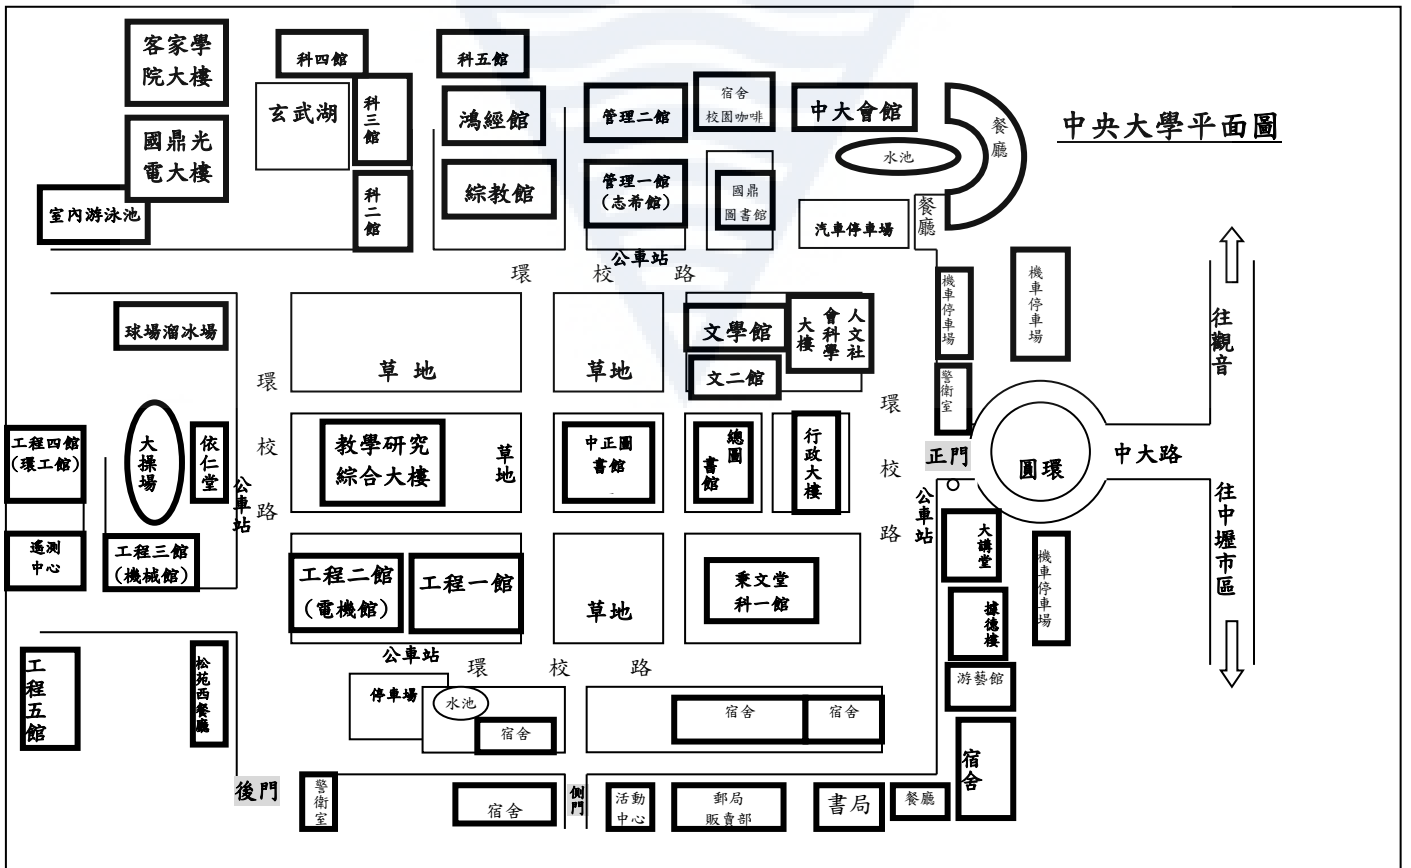 中央大學平面圖
客家學
院大樓
國鼎光
電大樓
室內游泳池
科四館
玄武湖
科三館
科二館
科五館
鴻經館
綜教館
管理二館
管理一館
(志希館)
宿舍
校園咖啡
國鼎
圖書館
中大會館
水池
餐廳
餐廳
汽車停車場
公車站
環校路
球場溜冰場
草地
草地
文學館
文二館
人文社
會科學
大樓
機車停車場
機車停車場
警衛室
往觀音
環校路
環校路
工程四館
(環工館)
大操場
依仁堂
公車站
教學研究
綜合大樓
草地
中正圖
書館
總圖
書館
行政大樓
正門
圓環
中大路
公車站
往中壢市區
遙測
中心
工程三館
(機械館)
工程二館
(電機館)
工程一館
草地
秉文堂
科一館
大講堂
據德樓
機車停車場
公車站
環校路
工程五館
松苑西餐廳
停車場
水池
宿舍
宿舍
宿舍
游藝館
宿舍
後門
警衛室
宿舍
側門
活動
中心
郵局
販賣部
書局
餐廳